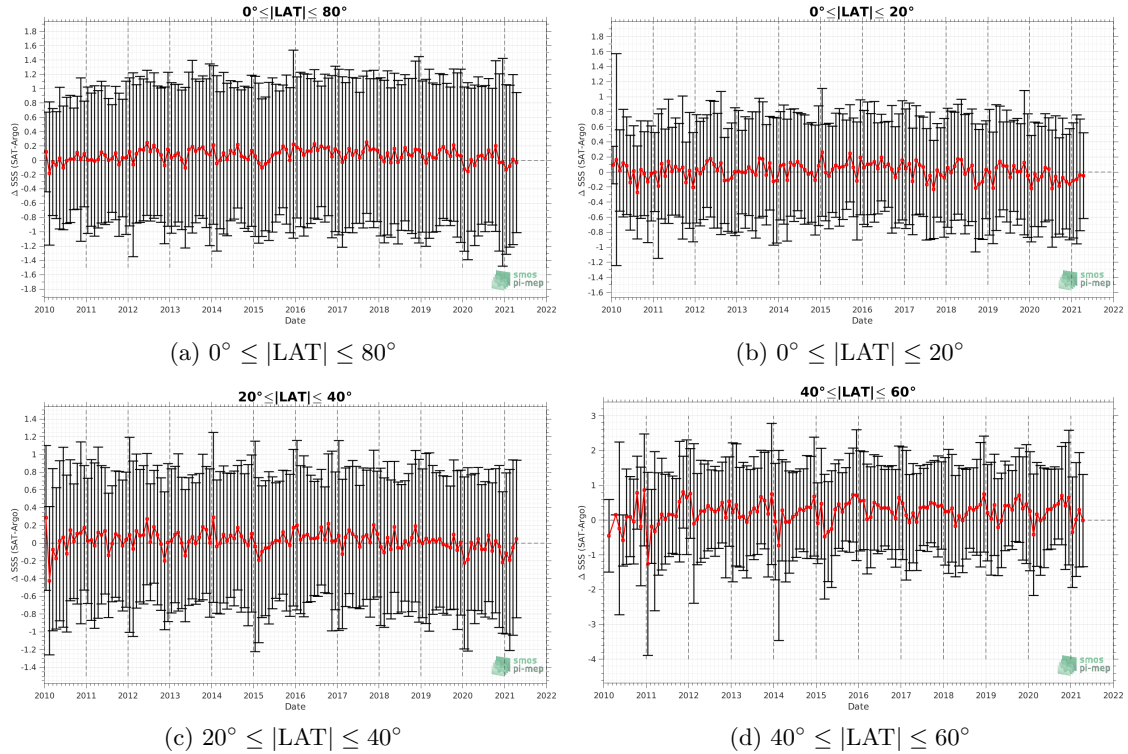 0°≤|LAT|≤ 80°
Δ SSS (SAT-Argo)
1.8
1.6
1.4
1.2
1
0.8
0.6
0.4
0.2
0
-0.2
-0.4
-0.6
-0.8
-1
-1.2
-1.4
-1.6
-1.8
2010 2011 2012 2013 2014 2015 2016 2017 2018 2019 2020 2021 2022
Date
smos
pi-mep
(a) 0° ≤ |LAT| ≤ 80°
0°≤|LAT|≤ 20°
Δ SSS (SAT-Argo)
1.8
1.6
1.4
1.2
1
0.8
0.6
0.4
0.2
0
-0.2
-0.4
-0.6
-0.8
-1
-1.2
-1.4
-1.6
2010 2011 2012 2013 2014 2015 2016 2017 2018 2019 2020 2021 2022
Date
smos
pi-mep
(b) 0° ≤ |LAT| ≤ 20°
20°≤|LAT|≤ 40°
Δ SSS (SAT-Argo)
1.4
1.2
1
0.8
0.6
0.4
0.2
0
-0.2
-0.4
-0.6
-0.8
-1
-1.2
-1.4
2010 2011 2012 2013 2014 2015 2016 2017 2018 2019 2020 2021 2022
Date
smos
pi-mep
(c) 20° ≤ |LAT| ≤ 40°
40°≤|LAT|≤ 60°
Δ SSS (SAT-Argo)
3
2
1
0
-1
-2
-3
-4
2010 2011 2012 2013 2014 2015 2016 2017 2018 2019 2020 2021 2022
Date
smos
pi-mep
(d) 40° ≤ |LAT| ≤ 60°